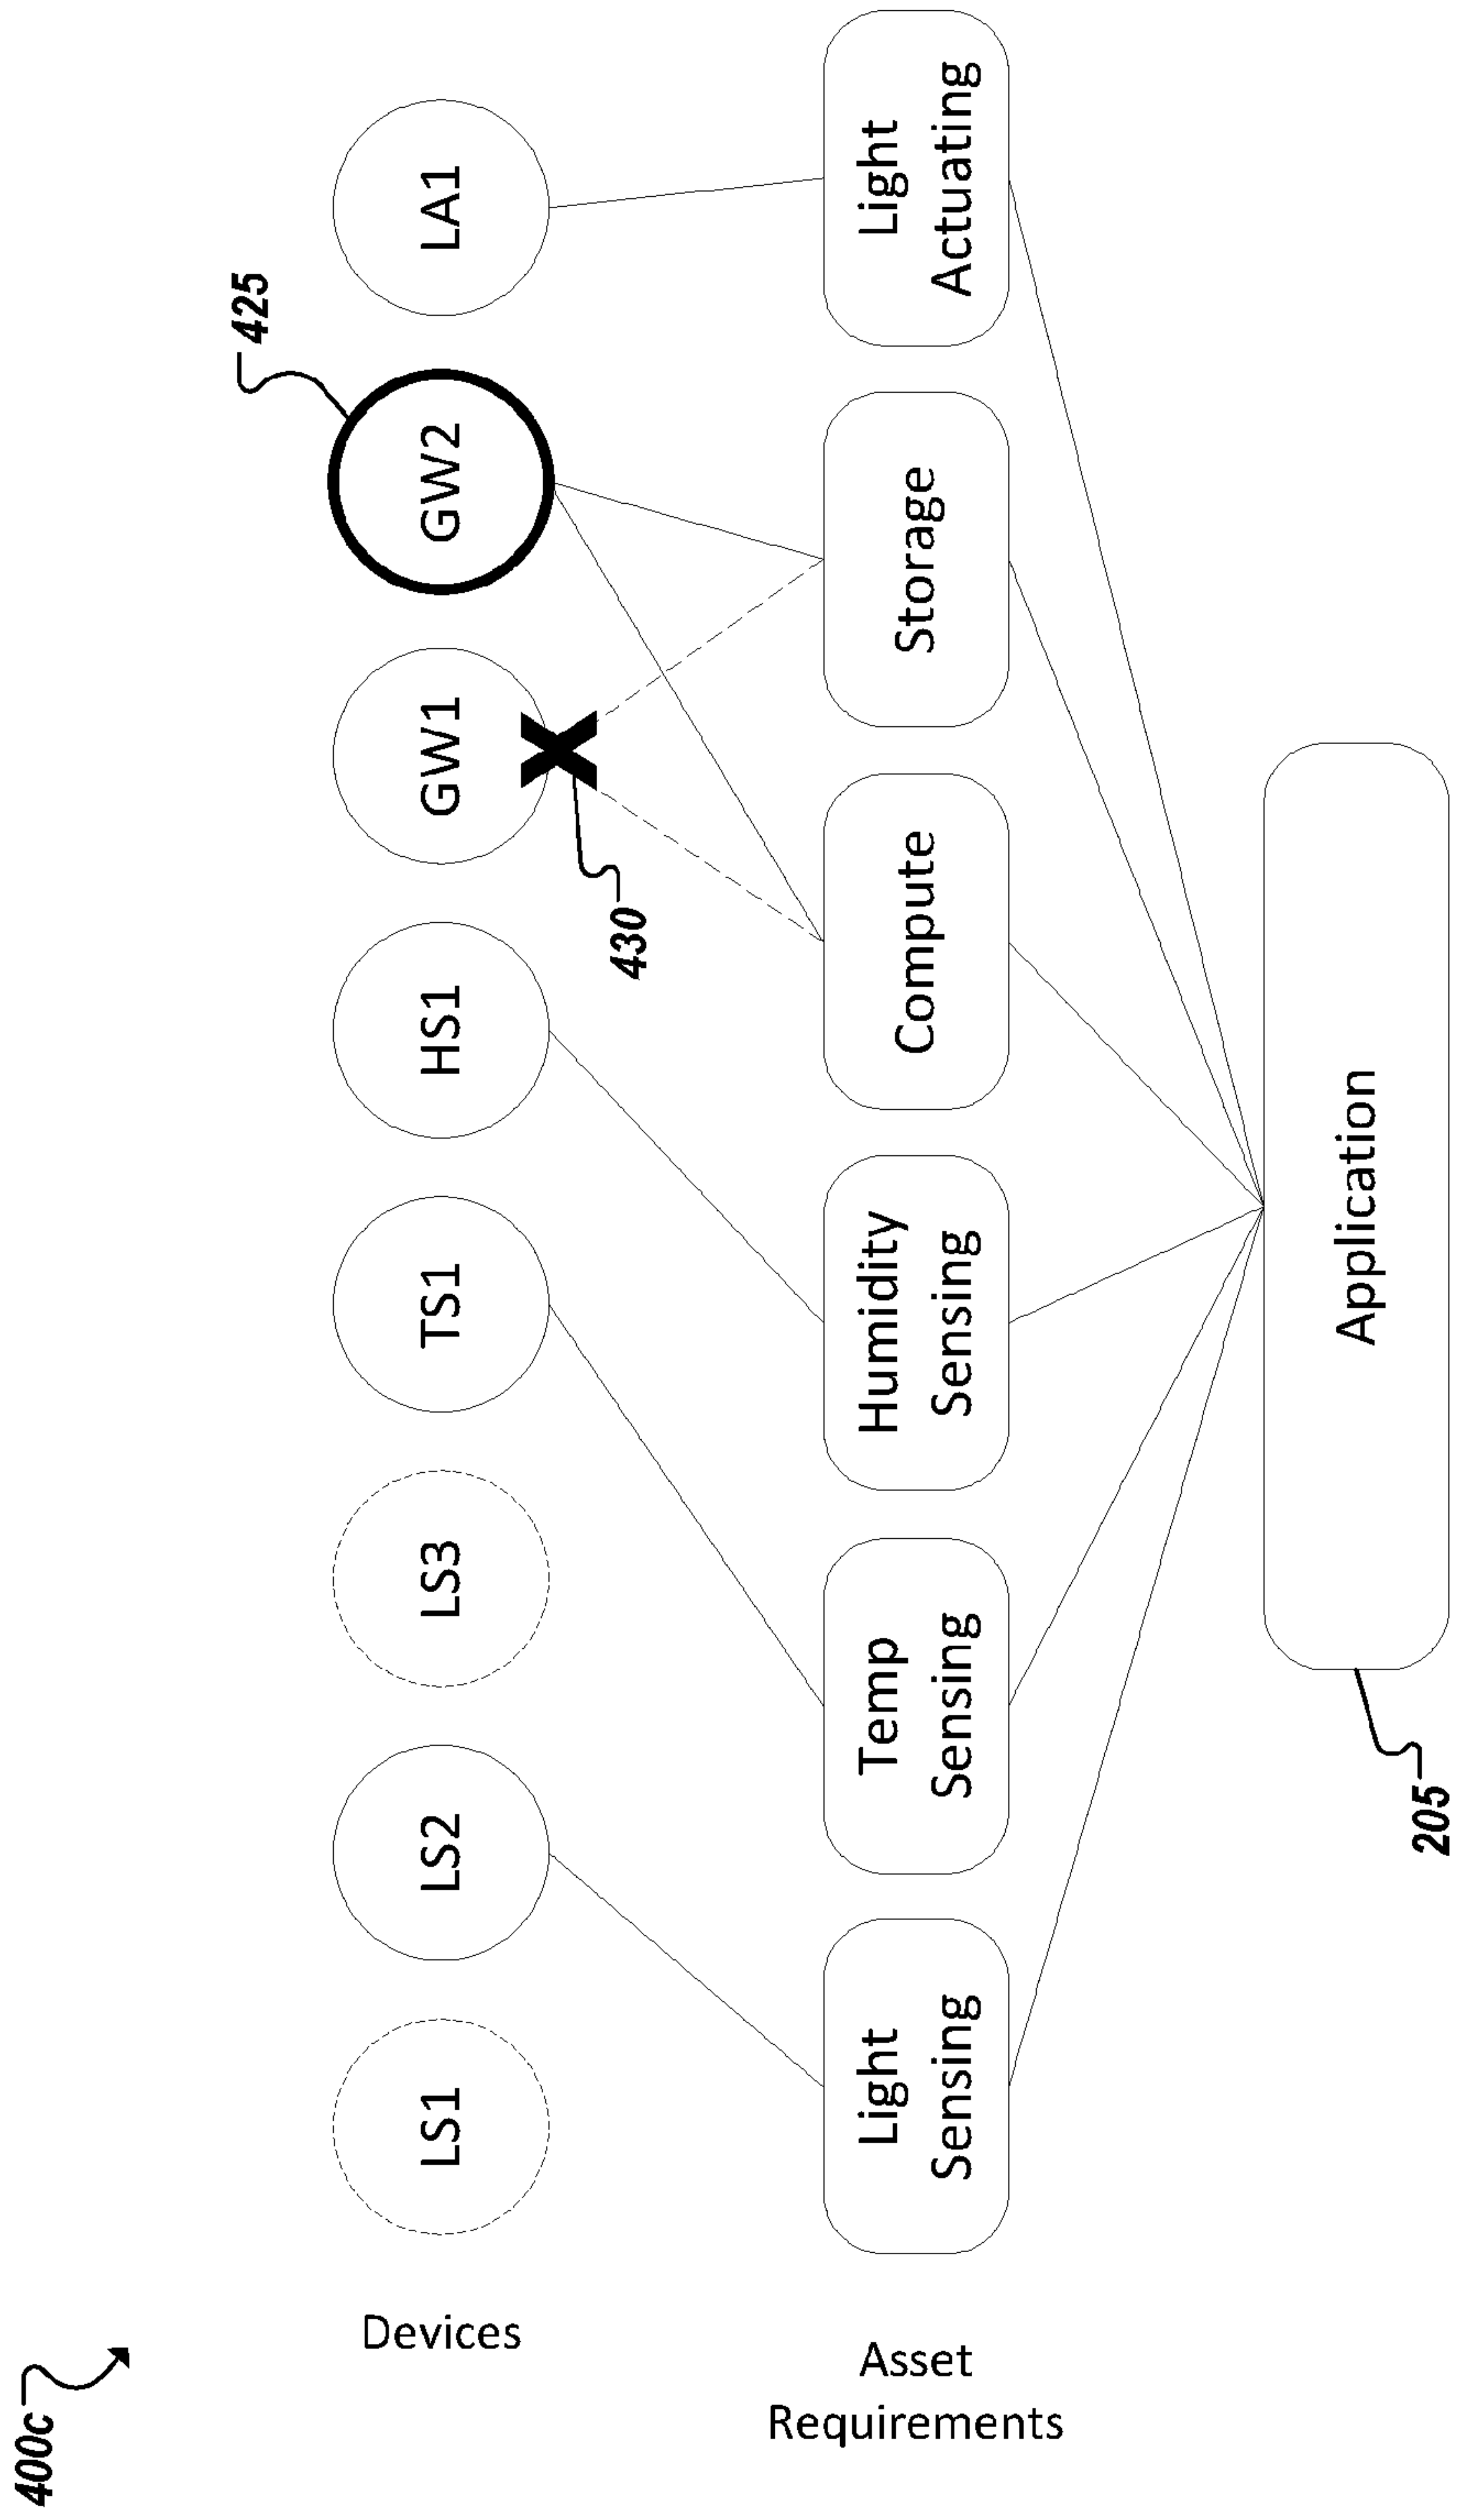 400c
425
Devices
LS1
LS2
LS3
TS1
HS1
GW1
GW2
LA1
430
Asset
Requirements
Light
Sensing
Temp
Sensing
Humidity
Sensing
Compute
Storage
Light
Actuating
Application
205